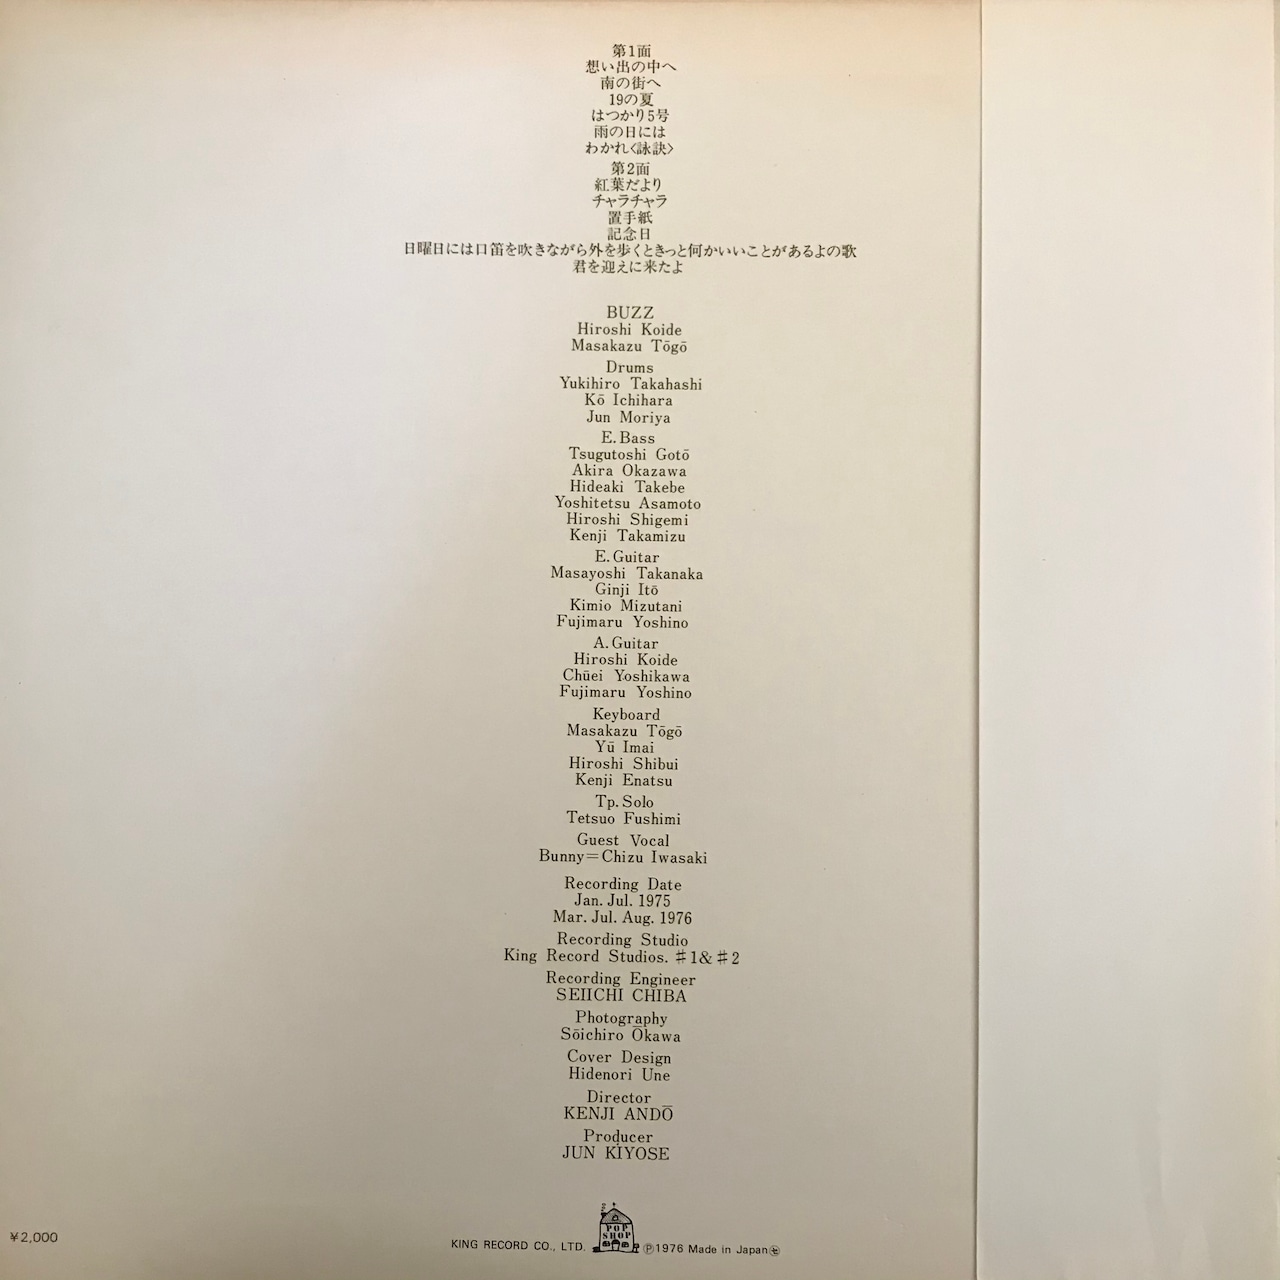 第1面
想い出の中へ
南の街へ
19の夏
はつかり5号
雨の日には
わかれ〈詠訣〉
第2面
紅葉だより
チャラチャラ
置手紙
記念日
日曜日には口笛を吹きながら外を歩くときっと何かいいことがあるよの歌
君を迎えに来たよ
BUZZ
Hiroshi Koide
Masakazu Tōgō
Drums
Yukihiro Takahashi
Kō Ichihara
Jun Moriya
E.Bass
Tsugutoshi Gotō
Akira Okazawa
Hideaki Takebe
Yoshitetsu Asamoto
Hiroshi Shigemi
Kenji Takamizu
E.Guitar
Masayoshi Takanaka
Ginji Itō
Kimio Mizutani
Fujimaru Yoshino
A.Guitar
Hiroshi Koide
Chūei Yoshikawa
Fujimaru Yoshino
Keyboard
Masakazu Tōgō
Yū Imai
Hiroshi Shibui
Kenji Enatsu
Tp.Solo
Tetsuo Fushimi
Guest Vocal
Bunny=Chizu Iwasaki
Recording Date
Jan. Jul. 1975
Mar. Jul. Aug. 1976
Recording Studio
King Record Studios. ♯1&♯2
Recording Engineer
SEIICHI CHIBA
Photography
Sōichiro Ōkawa
Cover Design
Hidenori Une
Director
KENJI ANDŌ
Producer
JUN KIYOSE
POP
SHOP
¥2,000
KING RECORD CO., LTD. ℗1976 Made in Japan㋲